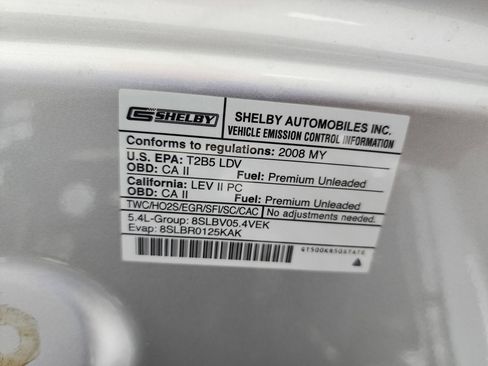 SHELBY
SHELBY AUTOMOBILES INC.
VEHICLE EMISSION CONTROL INFORMATION
Conforms to regulations: 2008 MY
U.S. EPA: T2B5 LDV
OBD: CA II Fuel: Premium Unleaded
California: LEV II PC
OBD: CA II Fuel: Premium Unleaded
TWC/HO2S/EGR/SFI/SC/CAC No adjustments needed.
5.4L-Group: 8SLBV05.4VEK
Evap: 8SLBR0125KAK